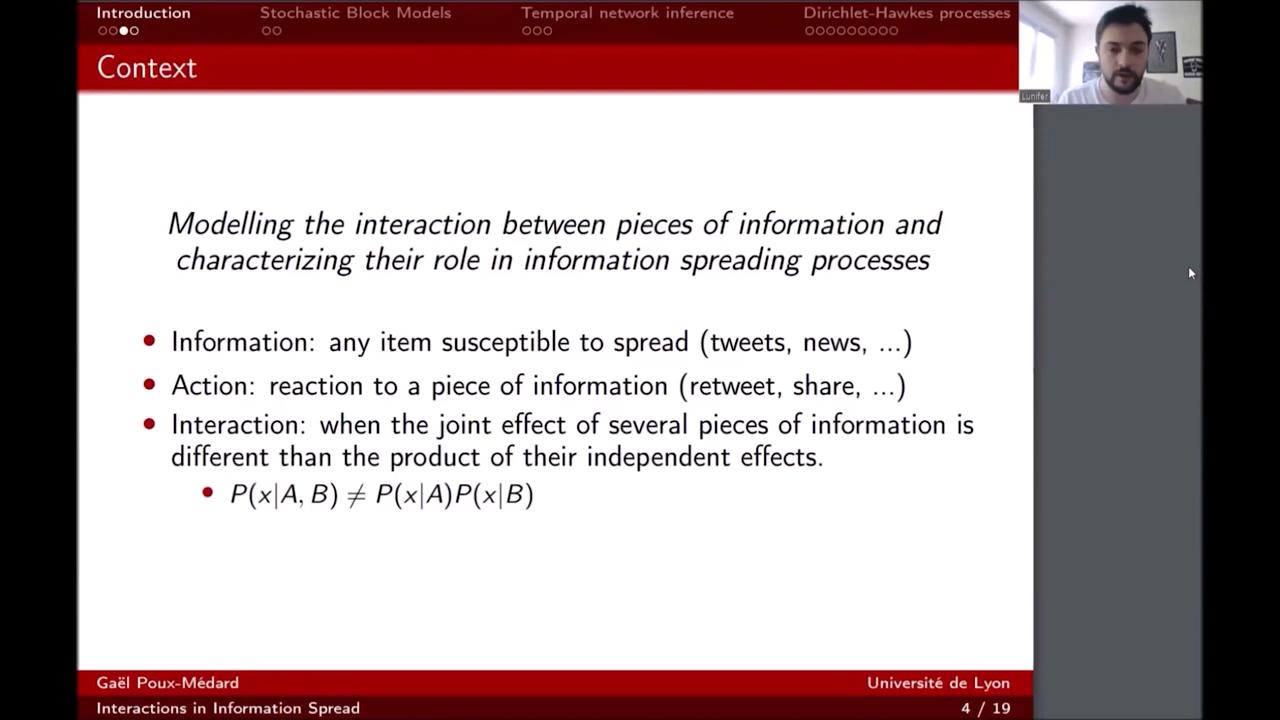 Introduction
Stochastic Block Models
Temporal network inference
Dirichlet-Hawkes processes
Context
Lunifer
Modelling the interaction between pieces of information and
characterizing their role in information spreading processes
Information: any item susceptible to spread (tweets, news, ...)
Action: reaction to a piece of information (retweet, share, ...)
Interaction: when the joint effect of several pieces of information is
different than the product of their independent effects.
P(x|A, B) ≠ P(x|A)P(x|B)
Gaël Poux-Médard
Université de Lyon
Interactions in Information Spread
4 / 19